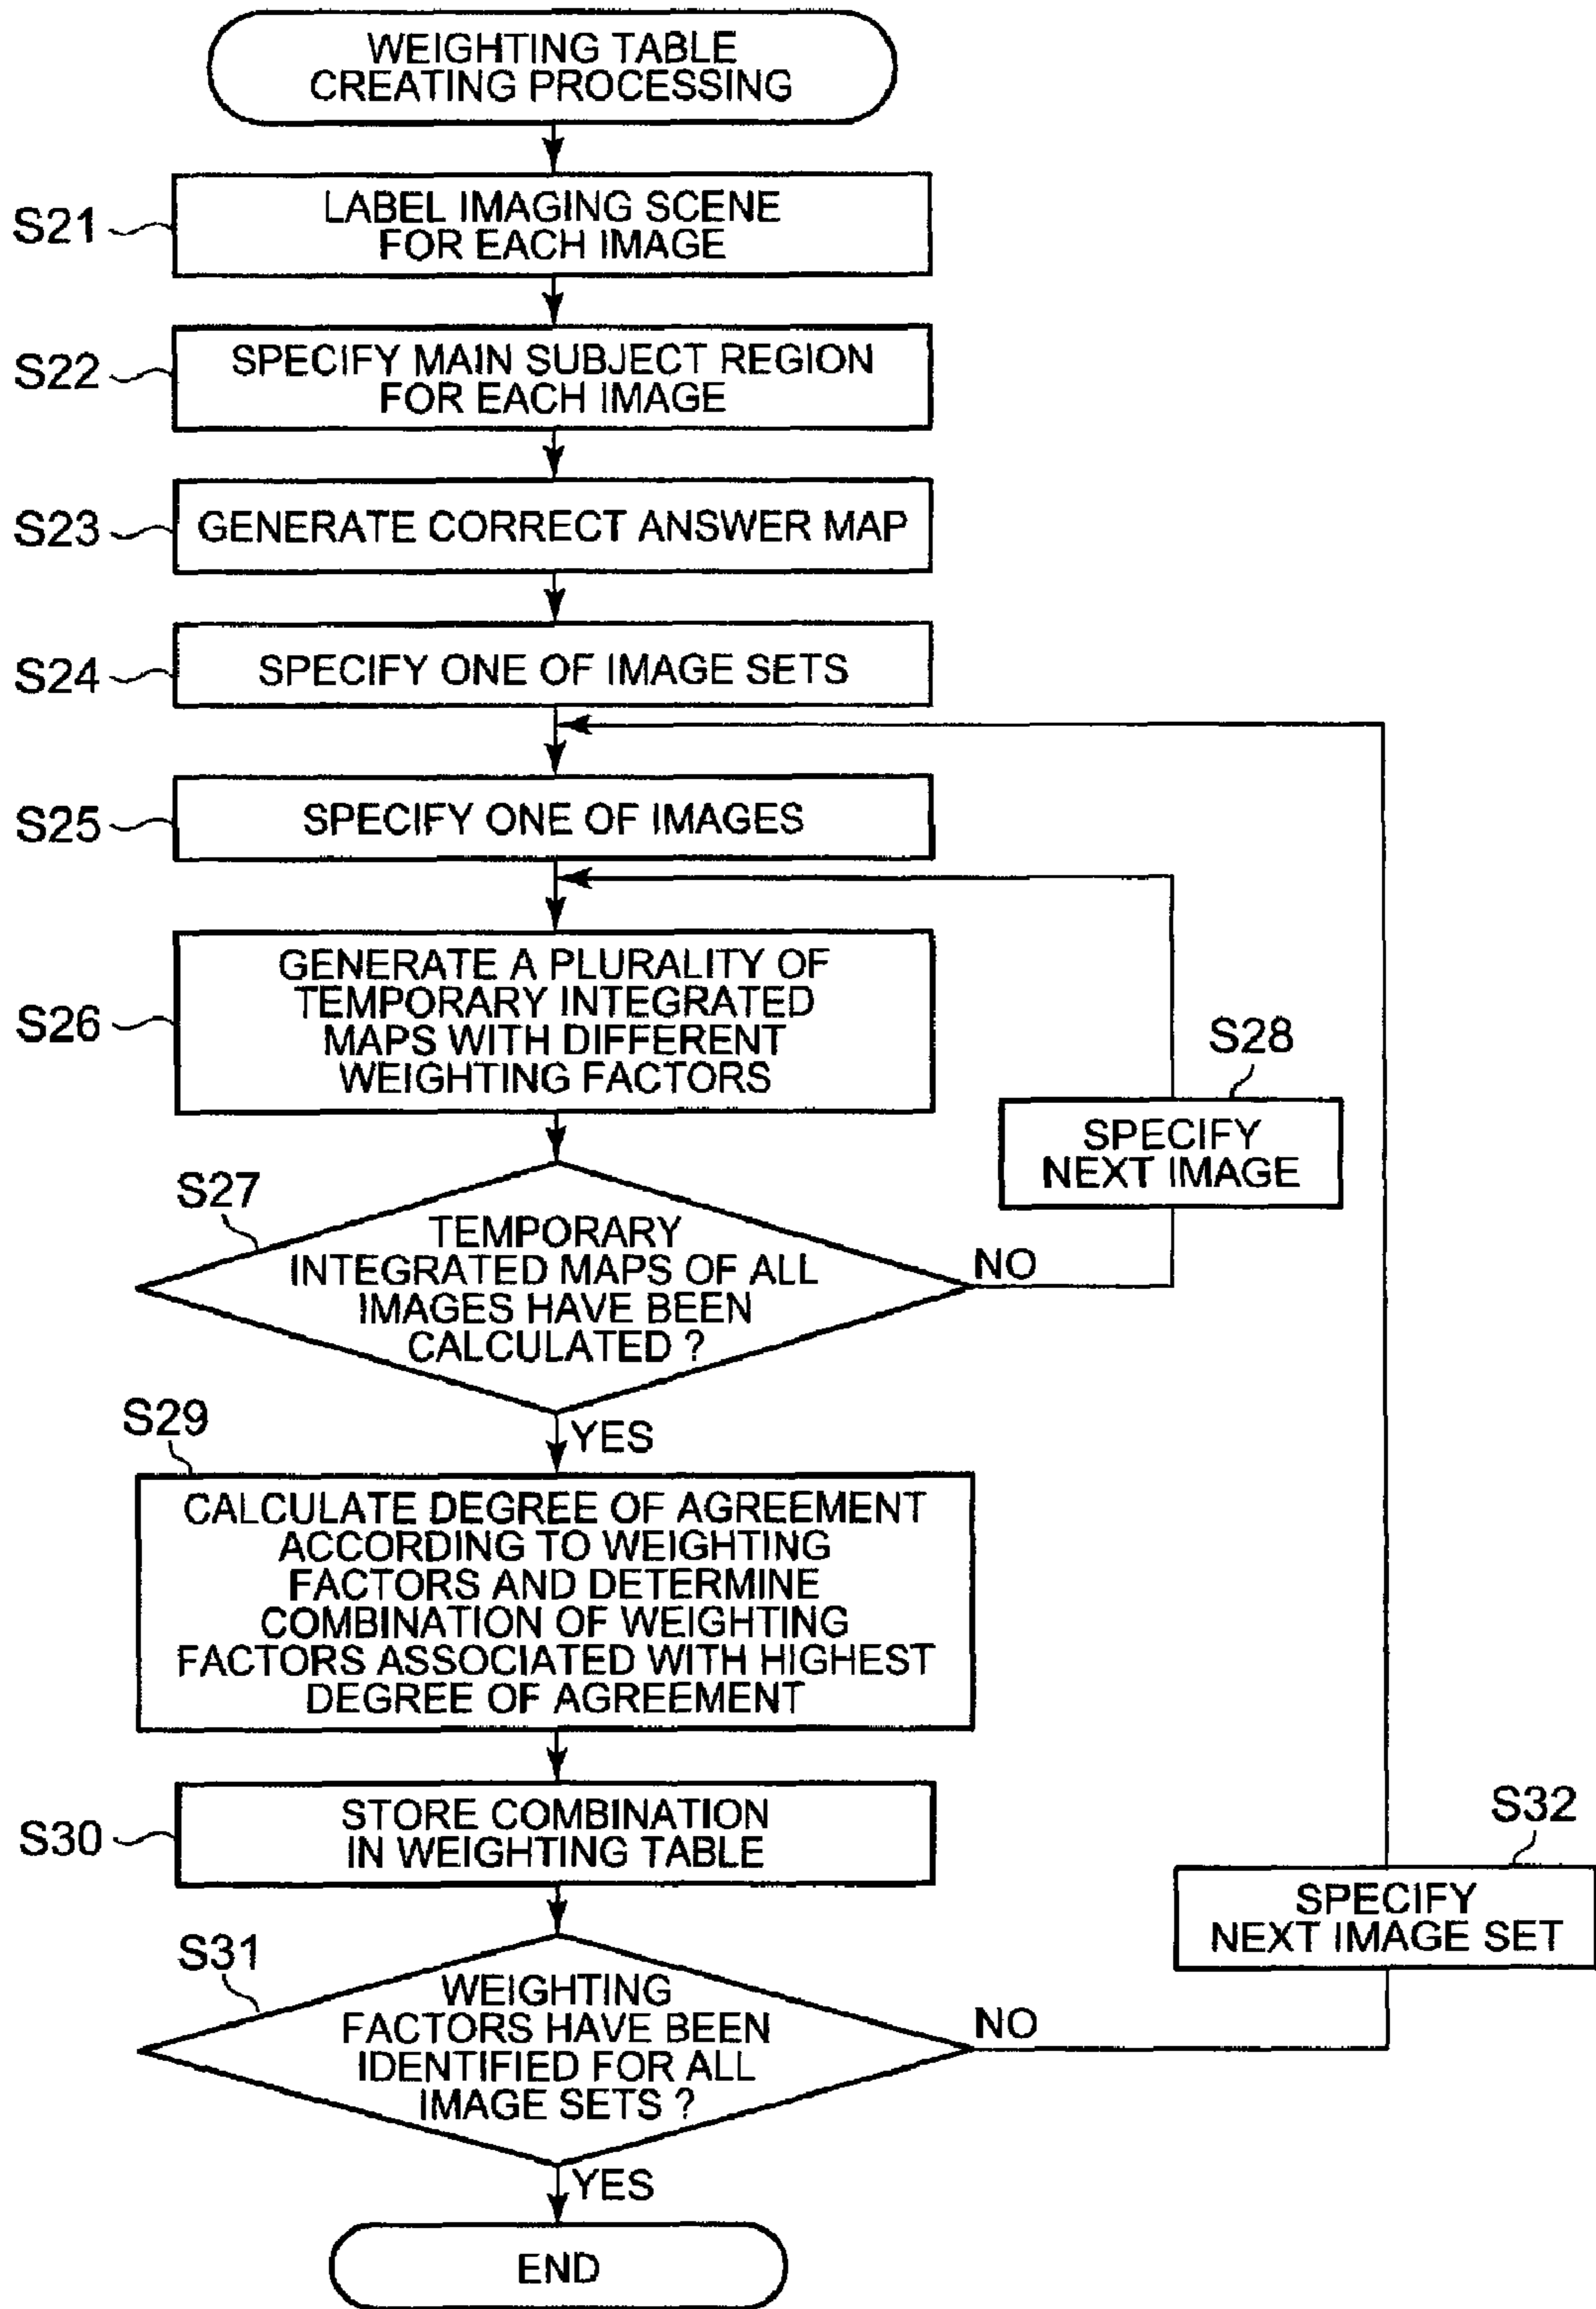 WEIGHTING TABLE
CREATING PROCESSING
S21
LABEL IMAGING SCENE
FOR EACH IMAGE
S22
SPECIFY MAIN SUBJECT REGION
FOR EACH IMAGE
S23
GENERATE CORRECT ANSWER MAP
S24
SPECIFY ONE OF IMAGE SETS
S25
SPECIFY ONE OF IMAGES
S26
GENERATE A PLURALITY OF
TEMPORARY INTEGRATED
MAPS WITH DIFFERENT
WEIGHTING FACTORS
S28
SPECIFY
NEXT IMAGE
S27
TEMPORARY
INTEGRATED MAPS OF ALL
IMAGES HAVE BEEN
CALCULATED ?
NO
YES
S29
CALCULATE DEGREE OF AGREEMENT
ACCORDING TO WEIGHTING
FACTORS AND DETERMINE
COMBINATION OF WEIGHTING
FACTORS ASSOCIATED WITH HIGHEST
DEGREE OF AGREEMENT
S30
STORE COMBINATION
IN WEIGHTING TABLE
S32
SPECIFY
NEXT IMAGE SET
S31
WEIGHTING
FACTORS HAVE BEEN
IDENTIFIED FOR ALL
IMAGE SETS ?
NO
YES
END